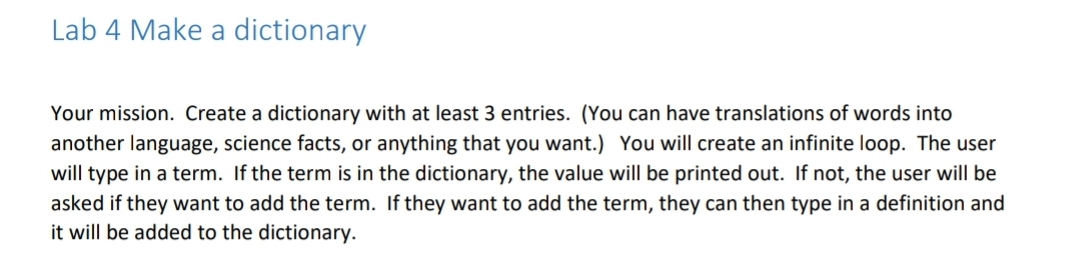 Lab 4 Make a dictionary
Your mission.  Create a dictionary with at least 3 entries.  (You can have translations of words into
another language, science facts, or anything that you want.)   You will create an infinite loop.  The user
will type in a term.  If the term is in the dictionary, the value will be printed out.  If not, the user will be
asked if they want to add the term.  If they want to add the term, they can then type in a definition and
it will be added to the dictionary.